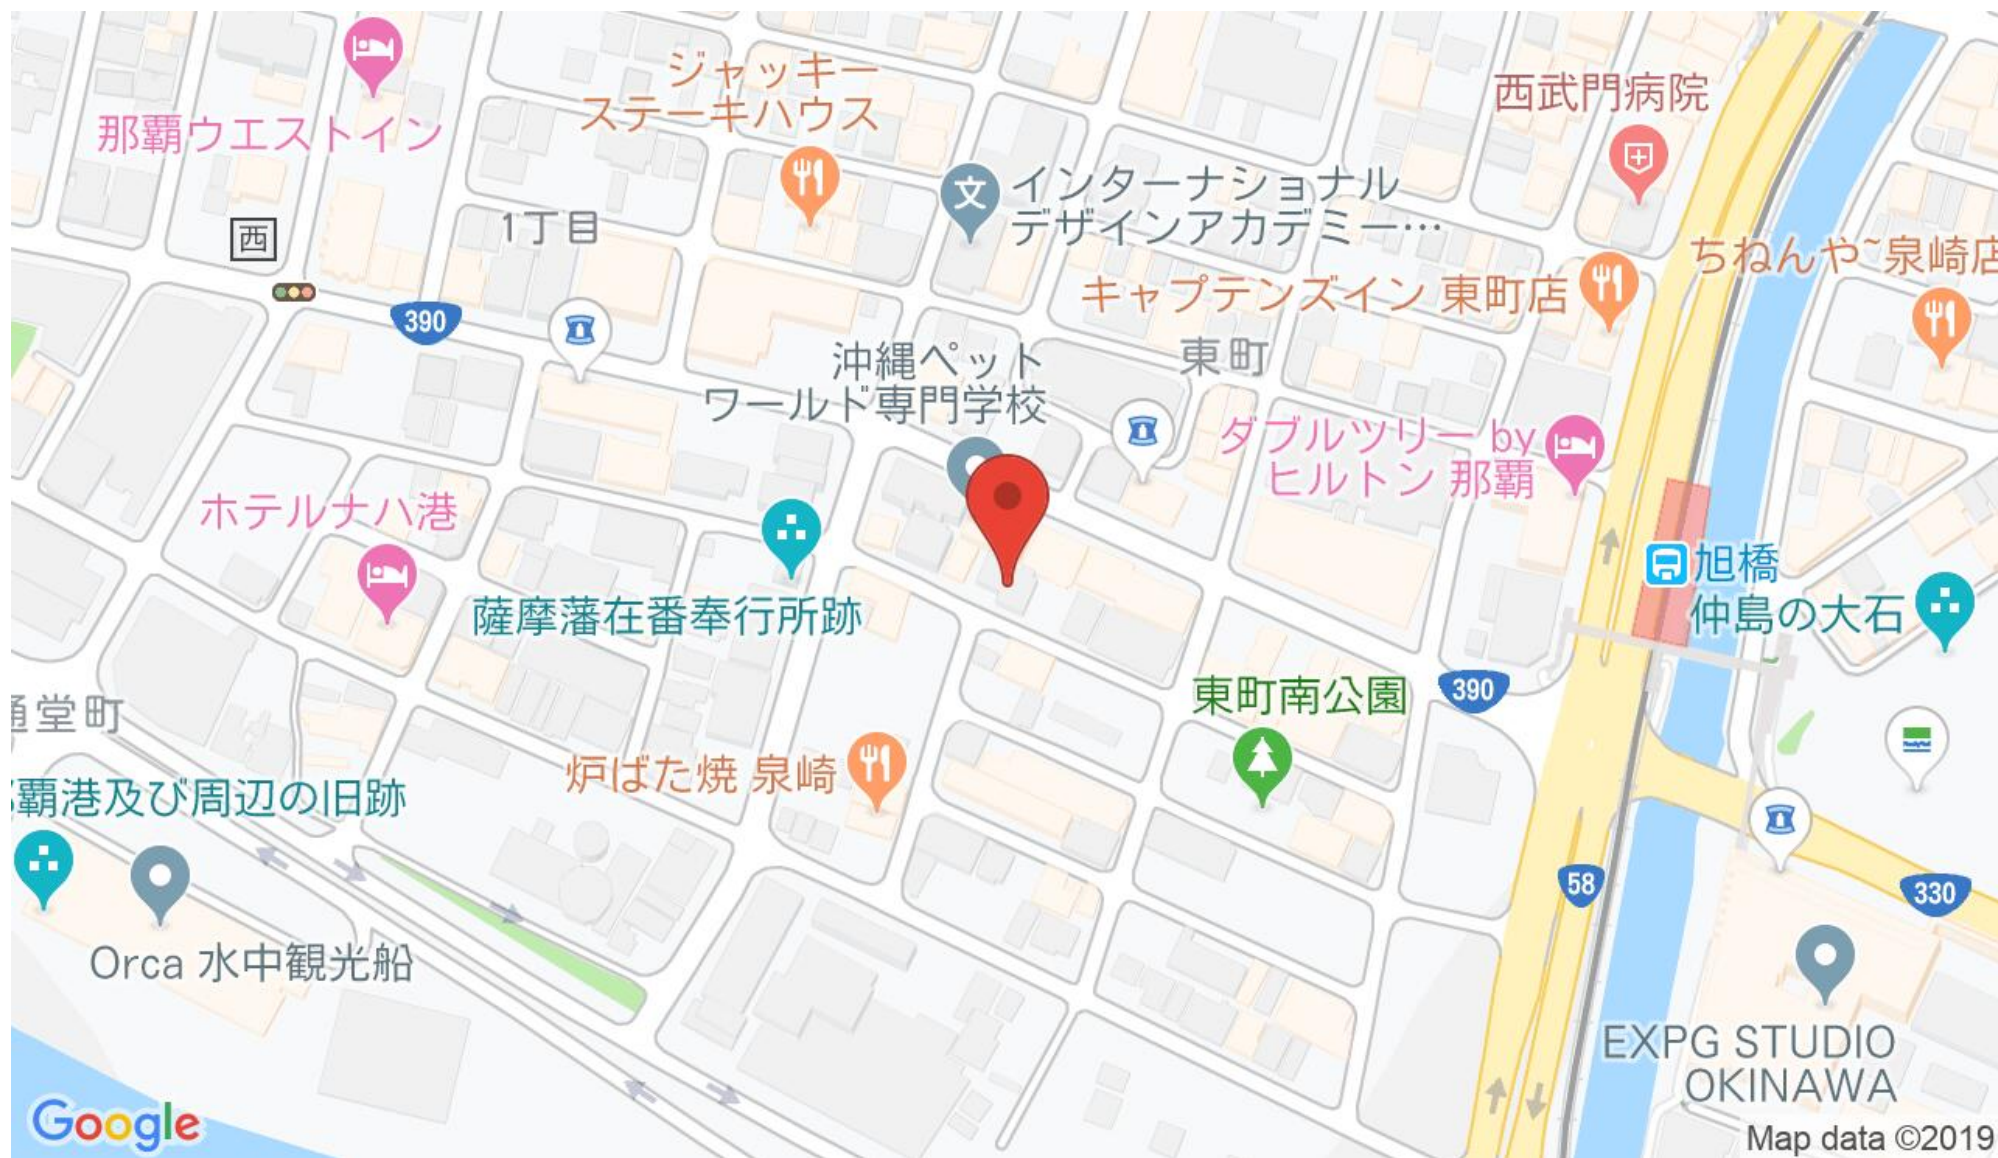 ジャッキー
ステーキハウス
西武門病院
那覇ウエストイン
文
インターナショナル
デザインアカデミー…
1丁目
西
ちねんや~泉崎店
キャプテンズイン 東町店
390
沖縄ペット
ワールド専門学校
東町
ダブルツリー by
ヒルトン 那覇
ホテルナハ港
旭橋
薩摩藩在番奉行所跡
仲島の大石
東町南公園
390
通堂町
炉ばた焼 泉崎
覇港及び周辺の旧跡
58
330
Orca 水中観光船
EXPG STUDIO
OKINAWA
Google
Map data ©2019